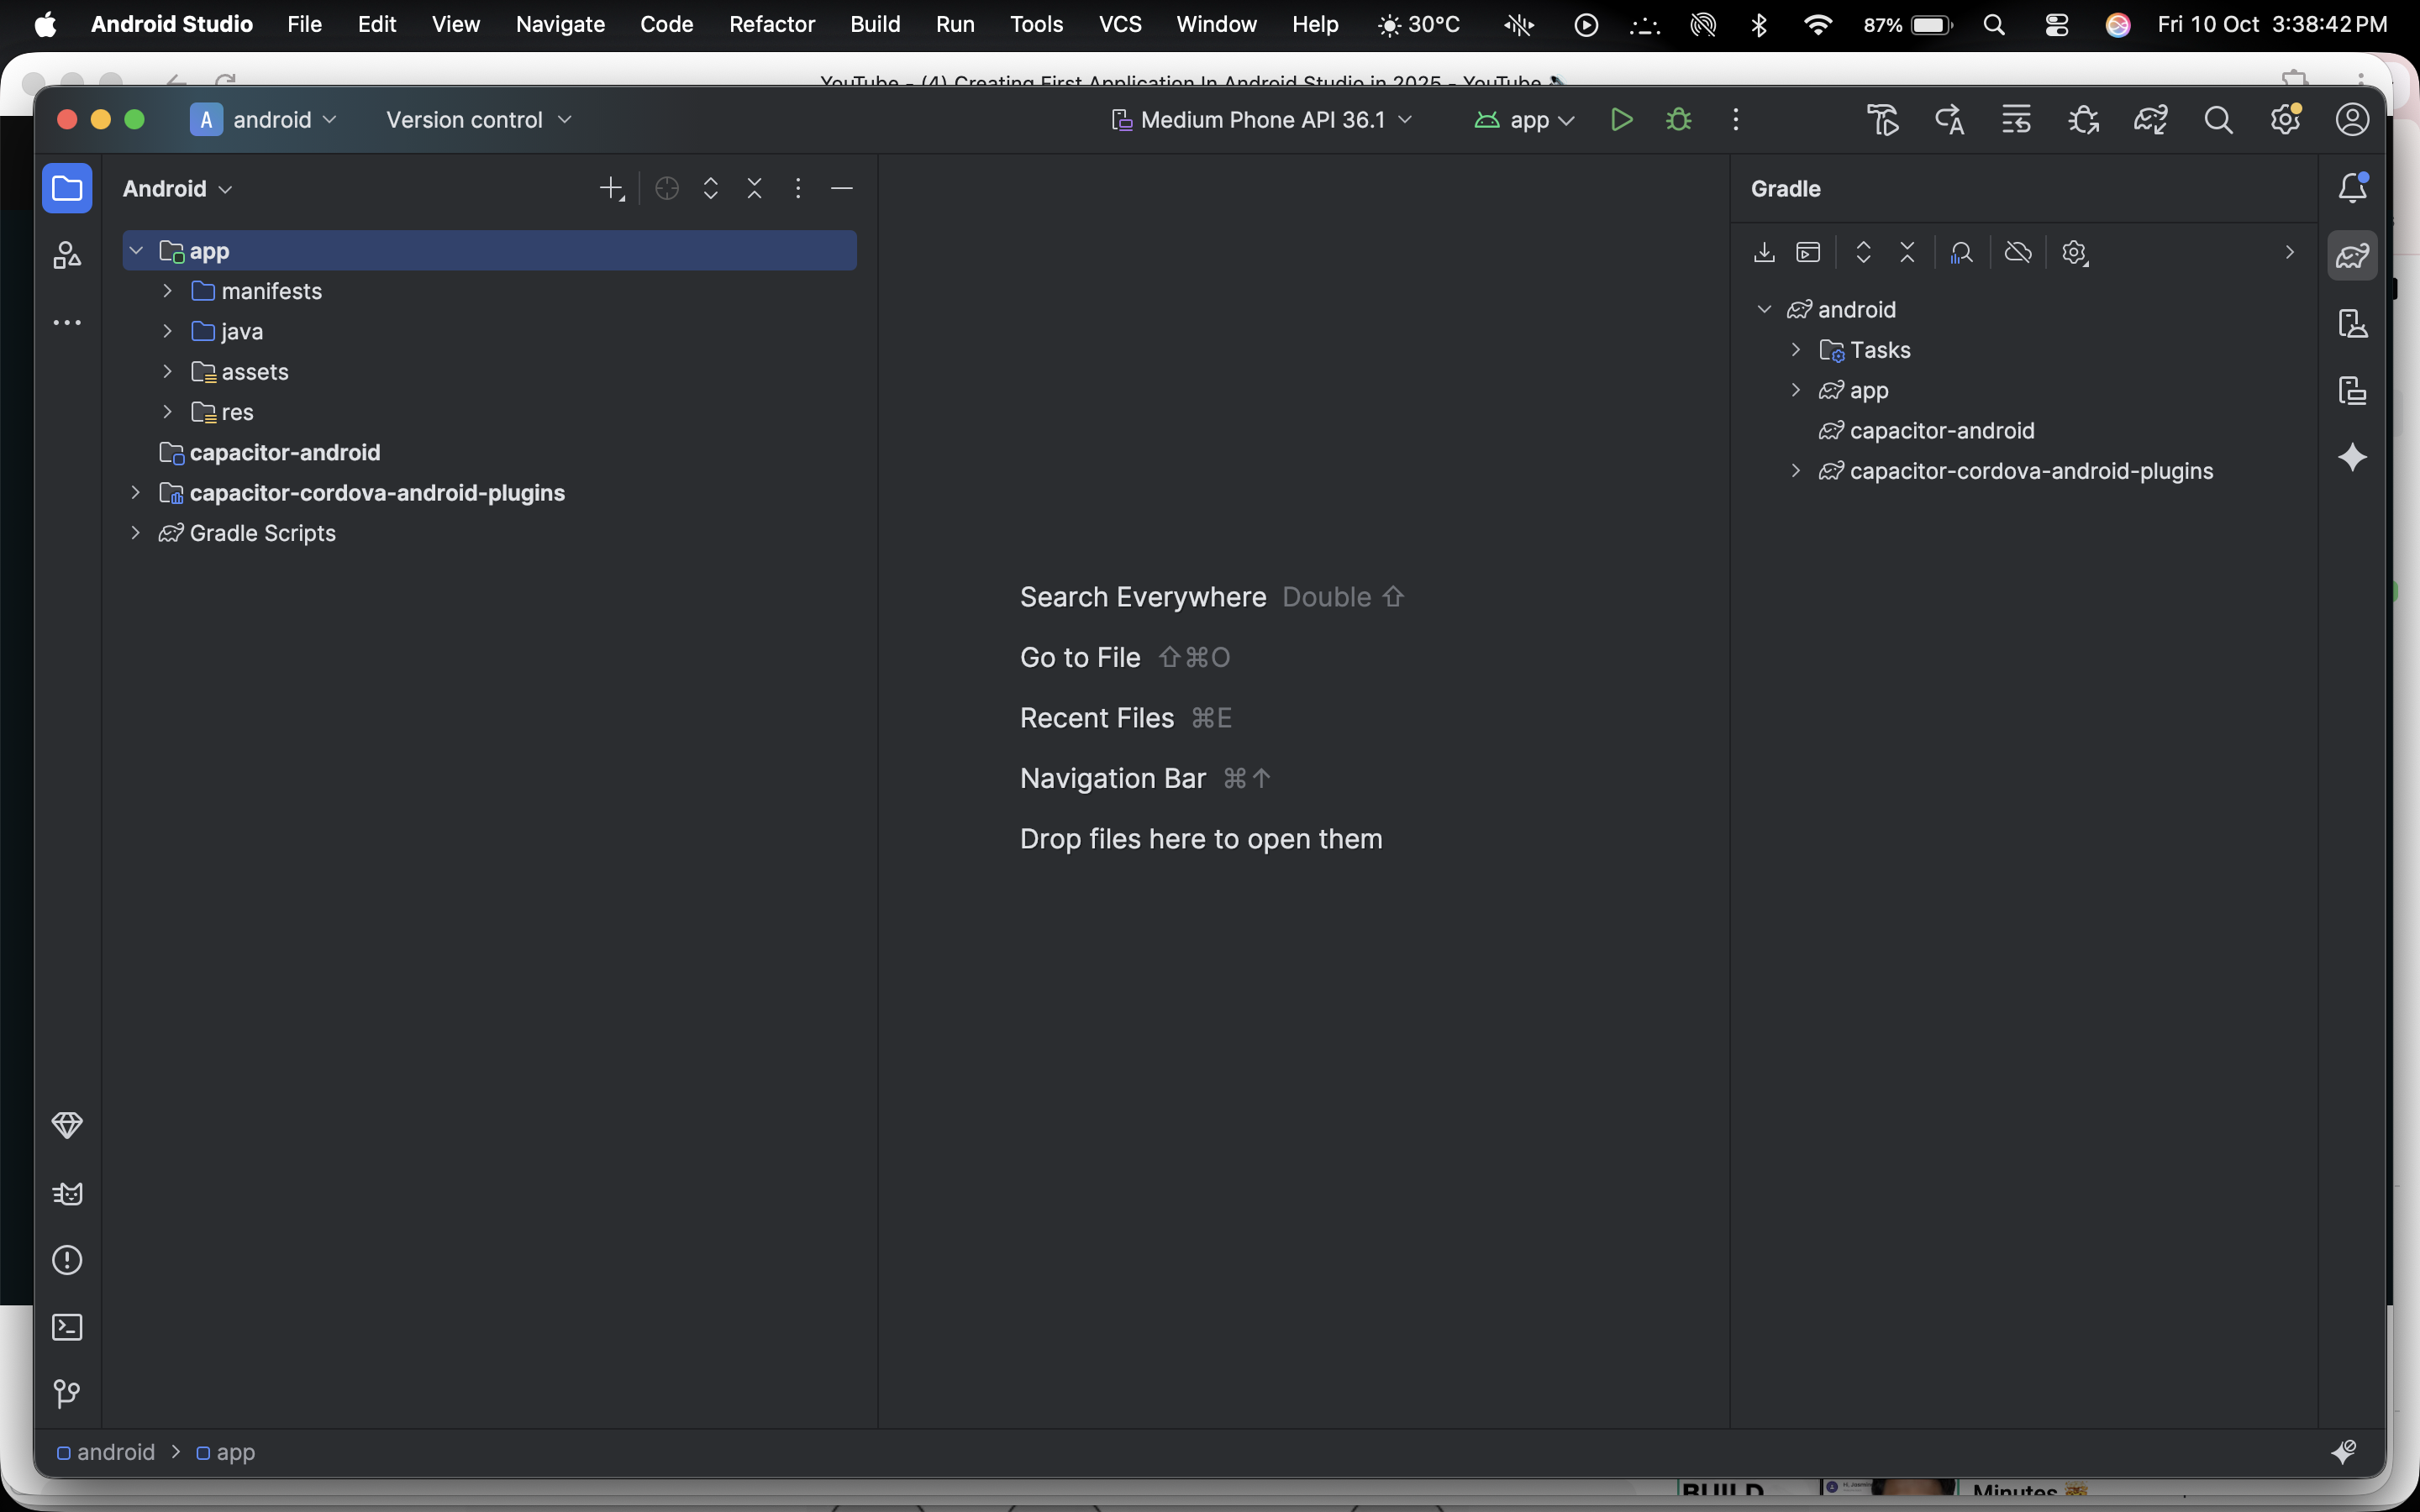 Android Studio File Edit View Navigate Code Refactor Build Run Tools VCS Window Help 30°C 87% Fri 10 Oct 3:38:42 PM
YouTube - (4) Creating First Application In Android Studio in 2025 - YouTube
A android Version control Medium Phone API 36.1 app
Android
Gradle
app
manifests
java
assets
res
capacitor-android
capacitor-cordova-android-plugins
Gradle Scripts
Search Everywhere Double ⇧
Go to File ⇧⌘O
Recent Files ⌘E
Navigation Bar ⌘↑
Drop files here to open them
android
Tasks
app
capacitor-android
capacitor-cordova-android-plugins
android > app
BUILD
Minutes